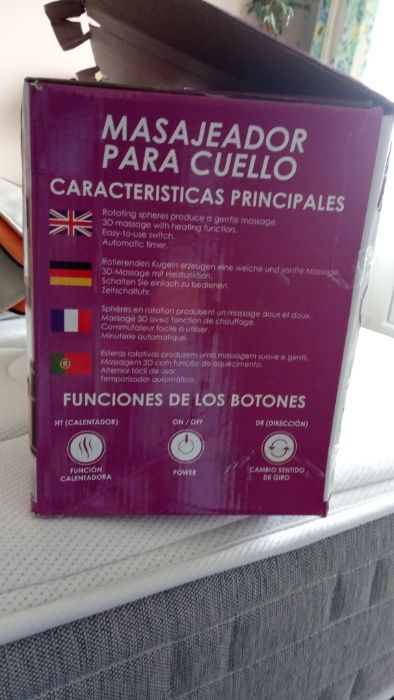 MASAJEADOR
PARA CUELLO
CARACTERISTICAS PRINCIPALES
Rotating spheres produce a gentle massage.
3D massage with heating function.
Easy-to-use switch.
Automatic timer.
Rotierenden Kugeln erzeugen eine weiche und sanfte Massage.
3D-Massage mit Heizfunktion.
Schalten Sie einfach zu bedienen.
Zeitschaltuhr.
Sphères en rotation produisent un massage doux et doux.
Massage 3D avec fonction de chauffage.
Commutateur facile à utiliser.
Minuterie automatique.
Esferas rotativas produzem uma massagem suave e gentil.
Massagem 3D com função de aquecimento.
Alternar fácil de usar.
Temporizador automático.
FUNCIONES DE LOS BOTONES
HT (CALENTADOR) ON / OFF DR (DIRECCIÓN)
FUNCIÓN CALENTADORA
POWER
CAMBIO SENTIDO DE GIRO